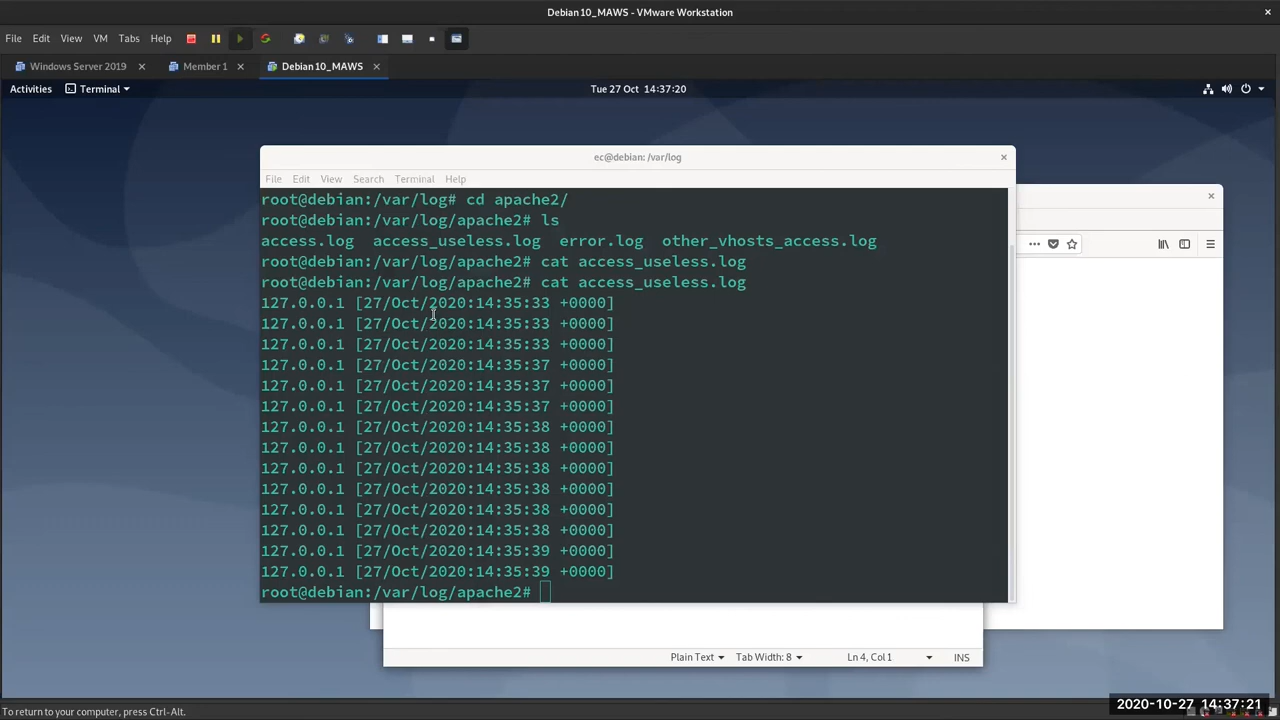 Debian10_MAWS - VMware Workstation
×
File Edit View VM Tabs Help
Windows Server 2019 × Member 1 × Debian10_MAWS ×
Activities Terminal Tue 27 Oct 14:37:20
ec@debian: /var/log ×
File Edit View Search Terminal Help
root@debian:/var/log# cd apache2/
root@debian:/var/log/apache2# ls
access.log access_useless.log error.log other_vhosts_access.log
root@debian:/var/log/apache2# cat access_useless.log
root@debian:/var/log/apache2# cat access_useless.log
127.0.0.1 [27/Oct/2020:14:35:33 +0000]
127.0.0.1 [27/Oct/2020:14:35:33 +0000]
127.0.0.1 [27/Oct/2020:14:35:33 +0000]
127.0.0.1 [27/Oct/2020:14:35:37 +0000]
127.0.0.1 [27/Oct/2020:14:35:37 +0000]
127.0.0.1 [27/Oct/2020:14:35:37 +0000]
127.0.0.1 [27/Oct/2020:14:35:38 +0000]
127.0.0.1 [27/Oct/2020:14:35:38 +0000]
127.0.0.1 [27/Oct/2020:14:35:38 +0000]
127.0.0.1 [27/Oct/2020:14:35:38 +0000]
127.0.0.1 [27/Oct/2020:14:35:38 +0000]
127.0.0.1 [27/Oct/2020:14:35:38 +0000]
127.0.0.1 [27/Oct/2020:14:35:39 +0000]
127.0.0.1 [27/Oct/2020:14:35:39 +0000]
root@debian:/var/log/apache2#
Plain Text Tab Width: 8 Ln 4, Col 1 INS
To return to your computer, press Ctrl-Alt.
2020-10-27 14:37:21